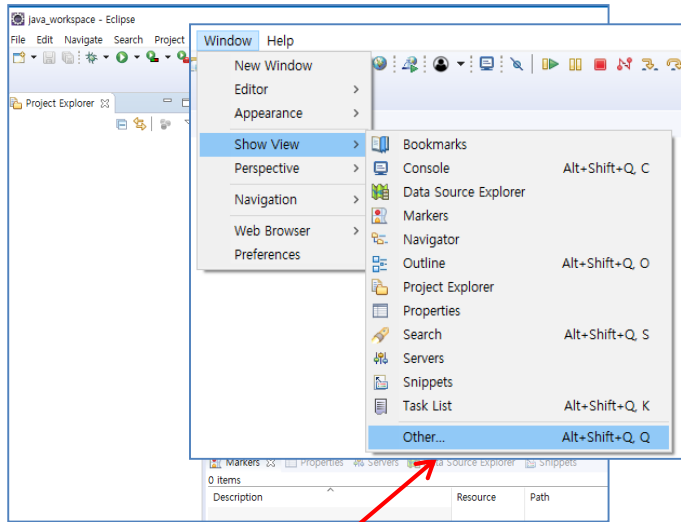 java_workspace - Eclipse
File Edit Navigate Search Project
Window Help
Project Explorer
New Window
Editor
Appearance
Show View
Perspective
Navigation
Web Browser
Preferences
Bookmarks
Console Alt+Shift+Q, C
Data Source Explorer
Markers
Navigator
Outline Alt+Shift+Q, O
Project Explorer
Properties
Search Alt+Shift+Q, S
Servers
Snippets
Task List Alt+Shift+Q, K
Other... Alt+Shift+Q, Q
Markers Properties Servers Data Source Explorer Snippets
0 items
Description Resource Path